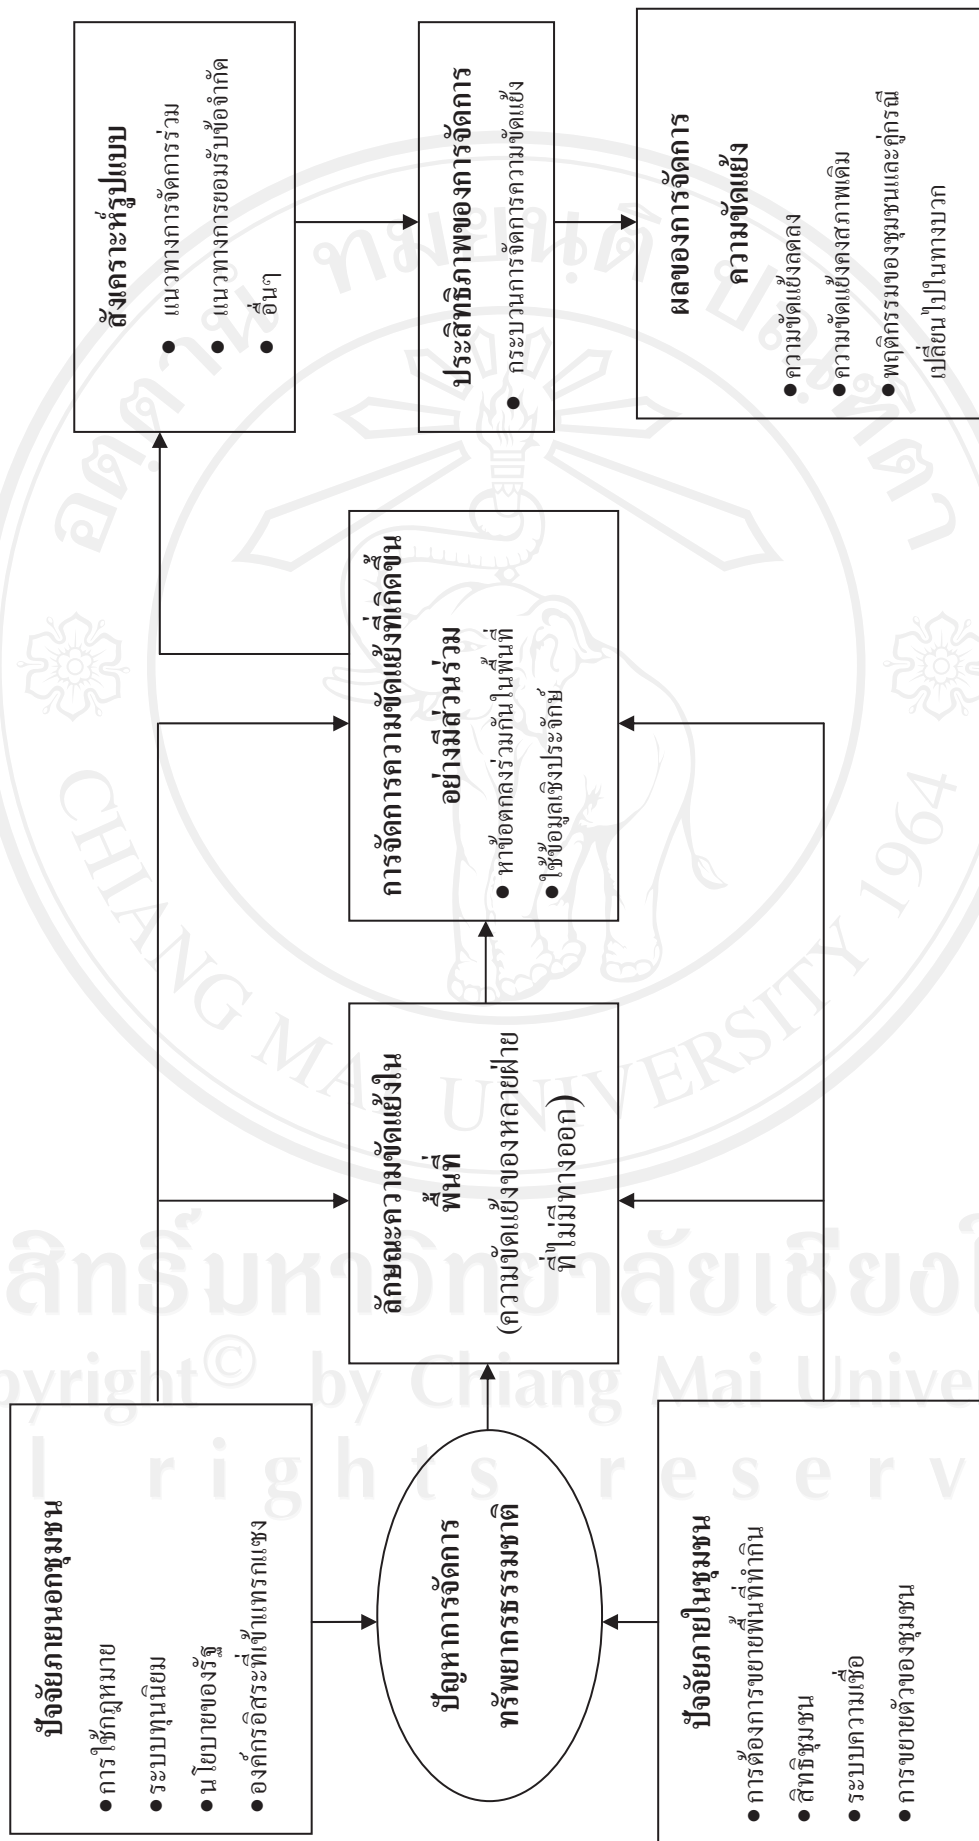 ปัจจัยภายนอกชุมชน
● การใช้กฎหมาย
● ระบบทุนนิยม
● นโยบายของรัฐ
● องค์กรอิสระที่เข้าแทรกแซง
ปัญหาการจัดการ
ทรัพยากรธรรมชาติ
ปัจจัยภายในชุมชน
● การต้องการขยายพื้นที่ทำกิน
● สิทธิชุมชน
● ระบบความเชื่อ
● การขยายตัวของชุมชน
ลักษณะความขัดแย้งใน
พื้นที่
(ความขัดแย้งของหลายฝ่าย
ที่ไม่มีทางออก)
การจัดการความขัดแย้งที่เกิดขึ้น
อย่างมีส่วนร่วม
● หาข้อตกลงร่วมกันในพื้นที่
● ใช้ข้อมูลเชิงประจักษ์
สังเคราะห์รูปแบบ
● แนวทางการจัดการร่วม
● แนวทางการยอมรับข้อจำกัด
● อื่นๆ
ประสิทธิภาพของการจัดการ
● กระบวนการจัดการความขัดแย้ง
ผลของการจัดการ
ความขัดแย้ง
● ความขัดแย้งลดลง
● ความขัดแย้งคงสภาพเดิม
● พฤติกรรมของชุมชนและคู่กรณี
เปลี่ยนไปในทางบวก
อตฺตานํ ทมยนฺติ ปณฺฑิตา
CHIANG MAI UNIVERSITY 1964
สิทธิ์มหาวิทยาลัยเชียงใ
pyright© by Chiang Mai Univer
l rights reserv